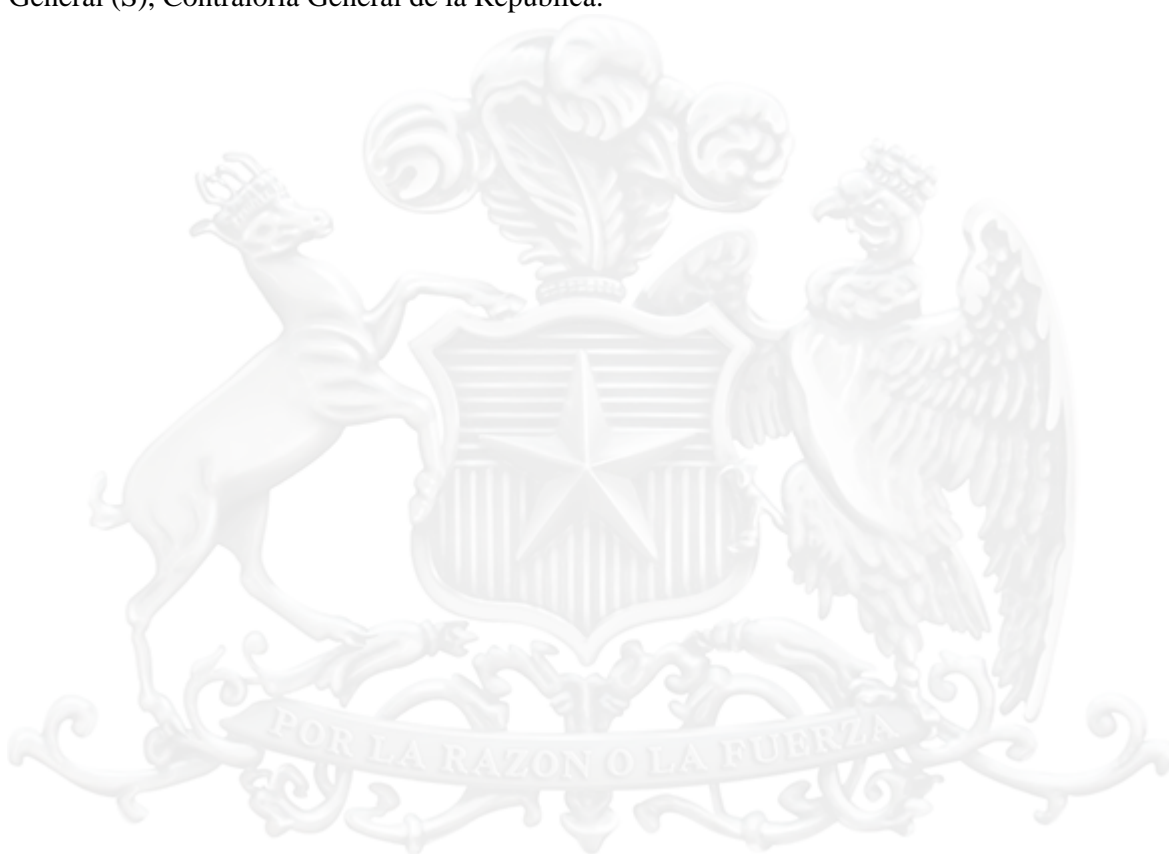 General (S), Contraloría General de la República.
POR LA RAZON O LA FUERZA